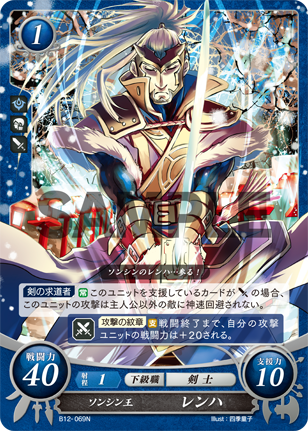 1
SAMPLE
ソンシンのレンハ…参る！
剣の求道者 このユニットを支援しているカードが の場合、
このユニットの攻撃は主人公以外の敵に神速回避されない。
攻撃の紋章 戦闘終了まで、自分の攻撃
ユニットの戦闘力は＋20される。
戦闘力 40
射程 1 下級職 剣士
支援力 10
ソンシン王 レンハ
B12-069N
Illust：四季童子